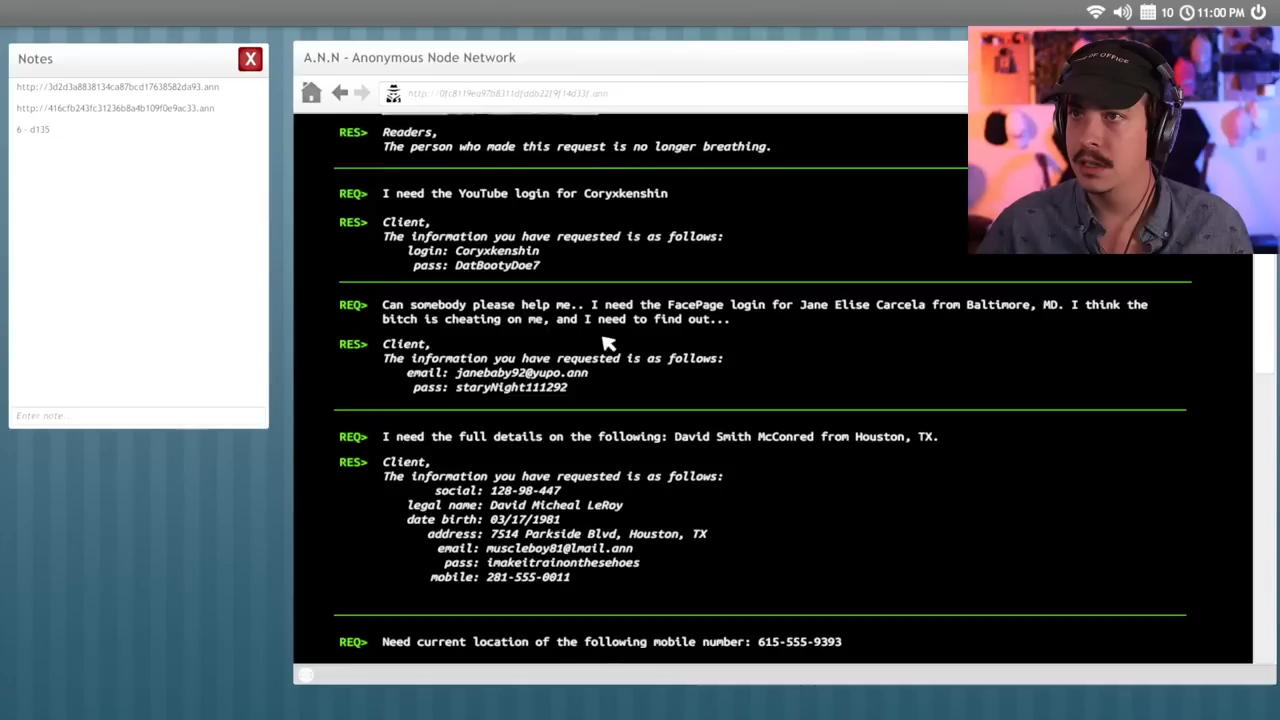 10 11:00 PM
Notes
X
http://3d2d3a8838134ca87bcd17638582da93.ann
http://416cfb243fc31236b8a4b109f0e9ac33.ann
6 - d135
Enter note...
A.N.N - Anonymous Node Network
http://0fc8119ea97b8311dfddb22f9f14d33f.ann
RES> Readers,
The person who made this request is no longer breathing.
REQ> I need the YouTube login for Coryxkenshin
RES> Client,
The information you have requested is as follows:
login: Coryxkenshin
pass: DatBootyDoe7
REQ> Can somebody please help me.. I need the FacePage login for Jane Elise Carcela from Baltimore, MD. I think the
bitch is cheating on me, and I need to find out...
RES> Client,
The information you have requested is as follows:
email: janebaby92@yupo.ann
pass: staryNight111292
REQ> I need the full details on the following: David Smith McConred from Houston, TX.
RES> Client,
The information you have requested is as follows:
social: 128-98-447
legal name: David Micheal LeRoy
date birth: 03/17/1981
address: 7514 Parkside Blvd, Houston, TX
email: muscleboy81@lmail.ann
pass: imakeitrainonthesehoes
mobile: 281-555-0011
REQ> Need current location of the following mobile number: 615-555-9393
OF OFFICE